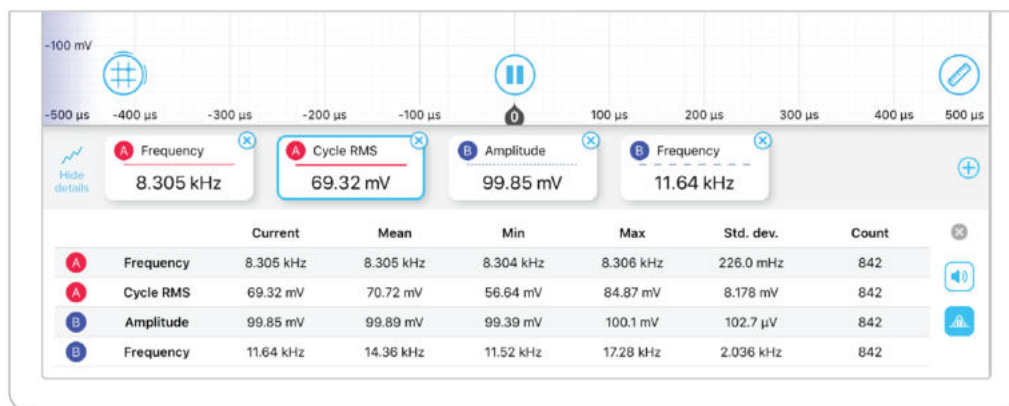 -100 mV
-500 µs -400 µs -300 µs -200 µs -100 µs 0 100 µs 200 µs 300 µs 400 µs 500 µs
A Frequency
8.305 kHz
A Cycle RMS
69.32 mV
B Amplitude
99.85 mV
B Frequency
11.64 kHz
Hide
details
Current Mean Min Max Std. dev. Count
A Frequency 8.305 kHz 8.305 kHz 8.304 kHz 8.306 kHz 226.0 mHz 842
A Cycle RMS 69.32 mV 70.72 mV 56.64 mV 84.87 mV 8.178 mV 842
B Amplitude 99.85 mV 99.89 mV 99.39 mV 100.1 mV 102.7 µV 842
B Frequency 11.64 kHz 14.36 kHz 11.52 kHz 17.28 kHz 2.036 kHz 842